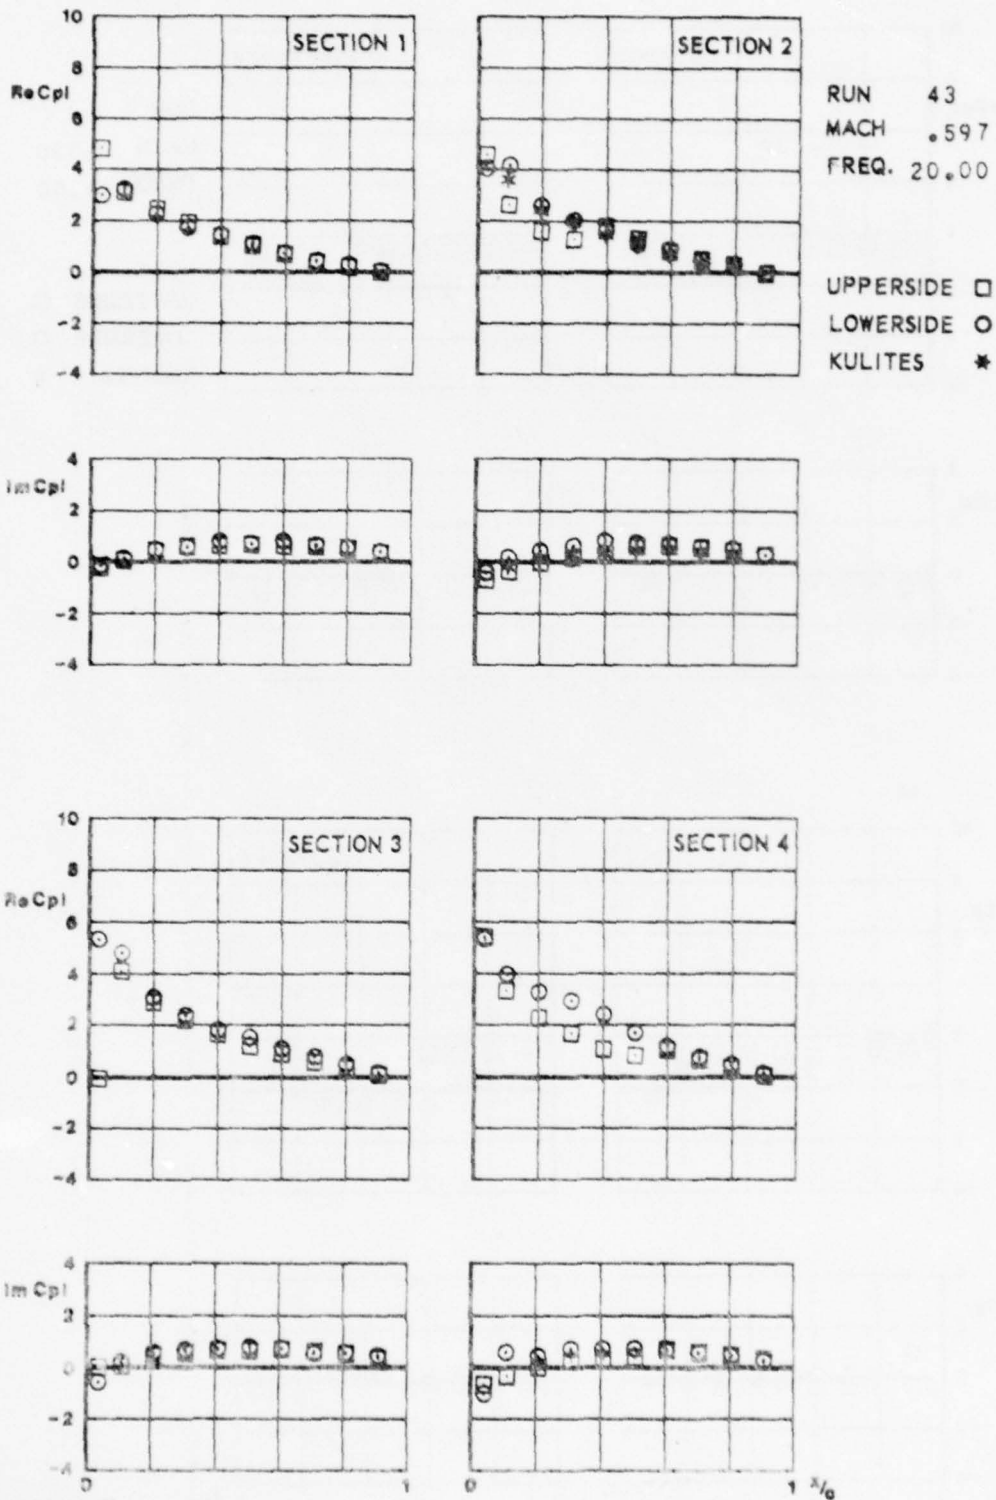 10
8
6
4
2
0
-2
-4
ReCpl
SECTION 1
SECTION 2
RUN 43
MACH .597
FREQ. 20.00
UPPERSIDE □
LOWERSIDE O
KULITES ★
4
2
0
-2
-4
ImCpl
10
8
6
4
2
0
-2
-4
ReCpl
SECTION 3
SECTION 4
4
2
0
-2
-4
ImCpl
0 1 0 1 x/c